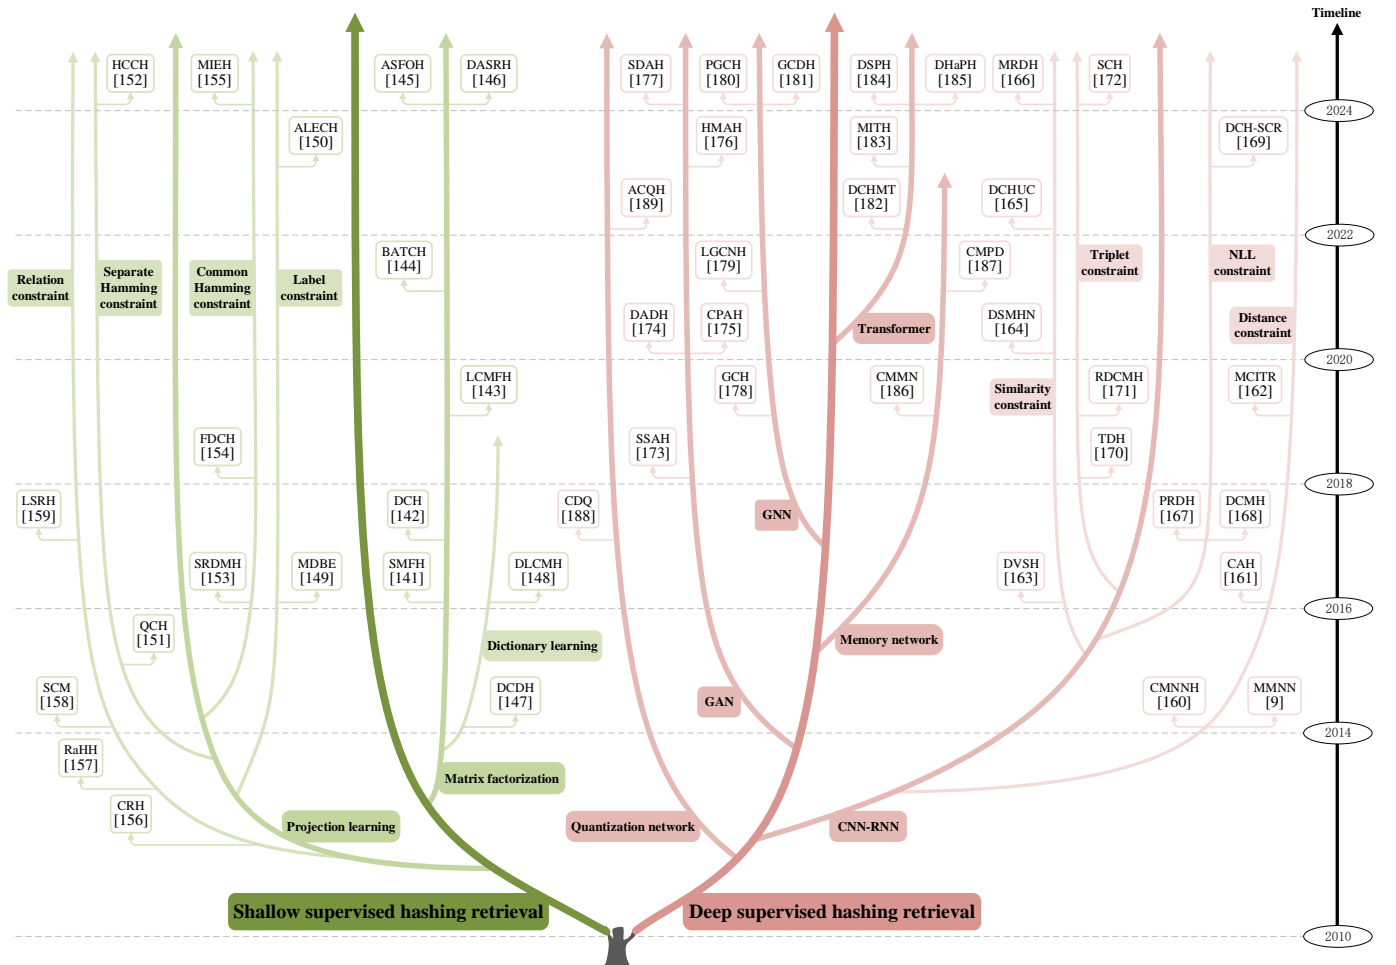 Timeline
HCCH
[152]
MIEH
[155]
ASFOH
[145]
DASRH
[146]
SDAH
[177]
PGCH
[180]
GCDH
[181]
DSPH
[184]
DHaPH
[185]
MRDH
[166]
SCH
[172]
2024
ALECH
[150]
HMAH
[176]
MITH
[183]
DCH-SCR
[169]
ACQH
[189]
DCHMT
[182]
DCHUC
[165]
2022
BATCH
[144]
LGCNH
[179]
CMPD
[187]
Relation
constraint
Separate
Hamming
constraint
Common
Hamming
constraint
Label
constraint
Triplet
constraint
NLL
constraint
DADH
[174]
CPAH
[175]
Transformer
DSMHN
[164]
Distance
constraint
2020
LCMFH
[143]
GCH
[178]
CMMN
[186]
Similarity
constraint
RDCMH
[171]
MCITR
[162]
FDCH
[154]
SSAH
[173]
TDH
[170]
2018
LSRH
[159]
DCH
[142]
CDQ
[188]
GNN
PRDH
[167]
DCMH
[168]
SRDMH
[153]
MDBE
[149]
SMFH
[141]
DLCMH
[148]
DVSH
[163]
CAH
[161]
2016
QCH
[151]
Dictionary learning
Memory network
SCM
[158]
DCDH
[147]
GAN
CMNNH
[160]
MMNN
[9]
2014
RaHH
[157]
Matrix factorization
CRH
[156]
Projection learning
Quantization network
CNN-RNN
Shallow supervised hashing retrieval
Deep supervised hashing retrieval
2010